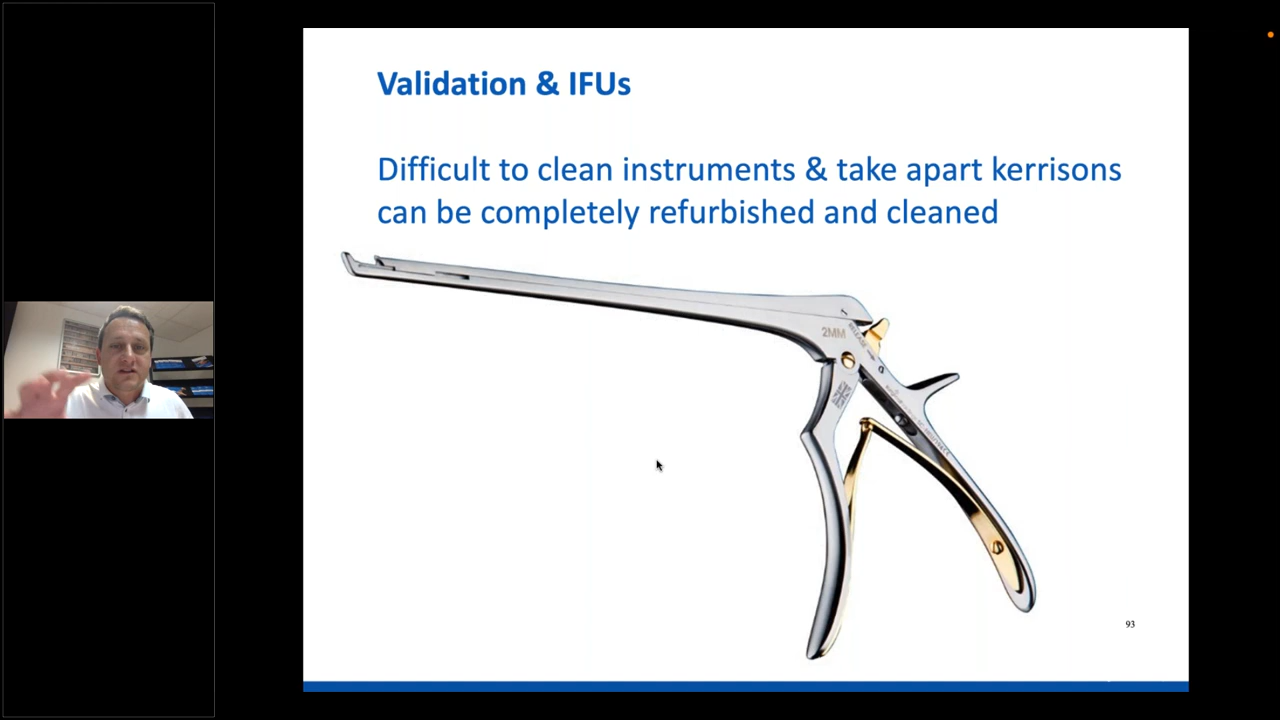 Validation & IFUs
Difficult to clean instruments & take apart kerrisons
can be completely refurbished and cleaned
2MM
93